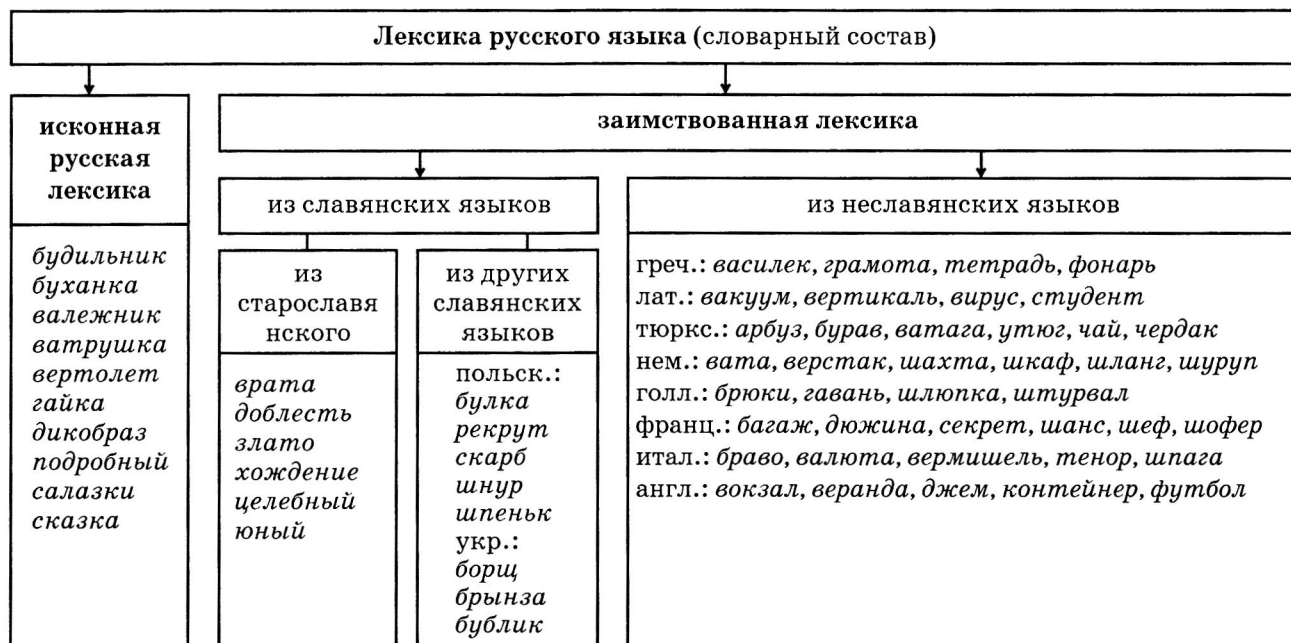 Лексика русского языка (словарный состав)
исконная
русская
лексика
будильник
буханка
валежник
ватрушка
вертолет
гайка
дикобраз
подробный
салазки
сказка
заимствованная лексика
из славянских языков
из
старославя
нского
врата
доблесть
злато
хождение
целебный
юный
из других
славянских
языков
польск.:
булка
рекрут
скарб
шнур
шпеньк
укр.:
борщ
брынза
бублик
из неславянских языков
греч.: василек, грамота, тетрадь, фонарь
лат.: вакуум, вертикаль, вирус, студент
тюркс.: арбуз, бурав, ватага, утюг, чай, чердак
нем.: вата, верстак, шахта, шкаф, шланг, шуруп
голл.: брюки, гавань, шлюпка, штурвал
франц.: багаж, дюжина, секрет, шанс, шеф, шофер
итал.: браво, валюта, вермишель, тенор, шпага
англ.: вокзал, веранда, джем, контейнер, футбол